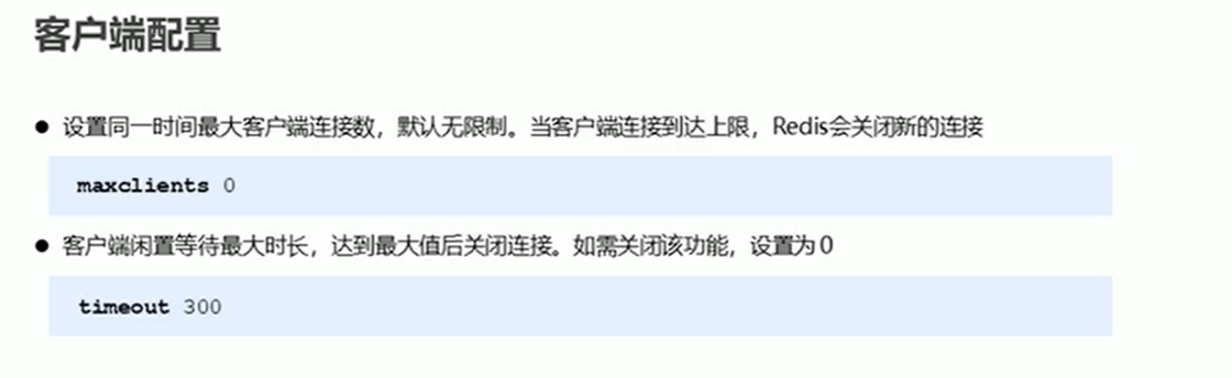 客户端配置
● 设置同一时间最大客户端连接数，默认无限制。当客户端连接到达上限，Redis会关闭新的连接
maxclients 0
● 客户端闲置等待最大时长，达到最大值后关闭连接。如需关闭该功能，设置为 0
timeout 300